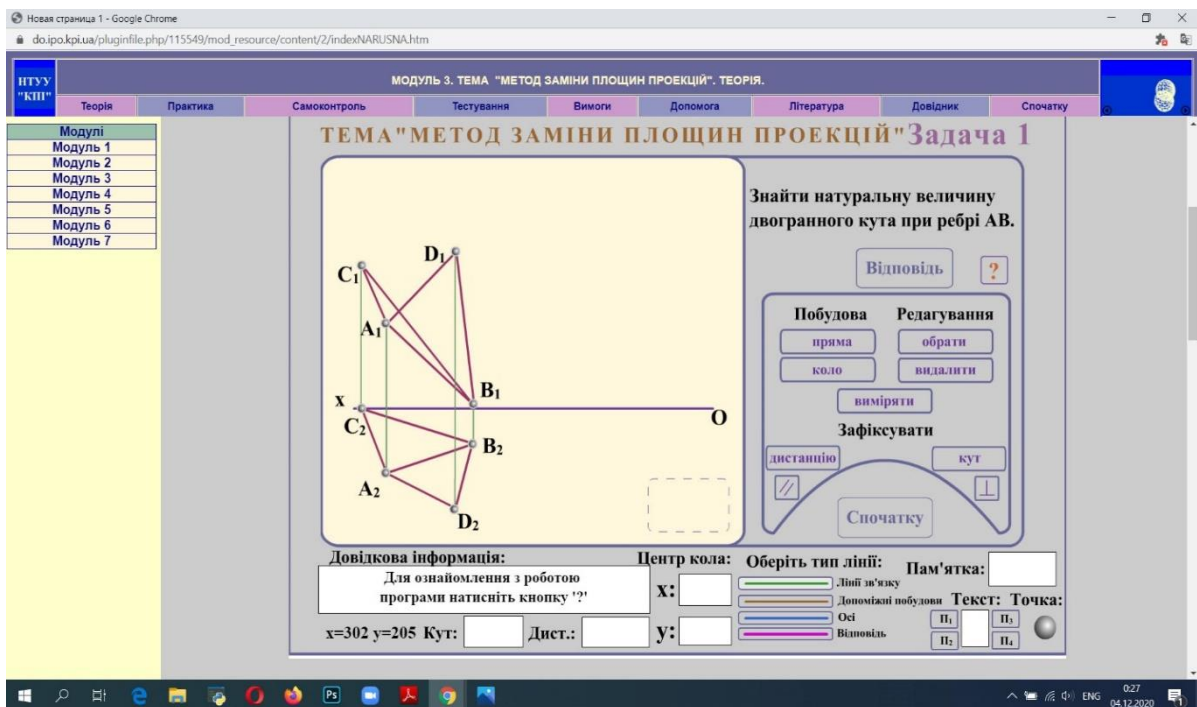 Новая страница 1 - Google Chrome
do.ipo.kpi.ua/pluginfile.php/115549/mod_resource/content/2/indexNARUSNA.htm
НТУУ
"КПІ"
МОДУЛЬ 3. ТЕМА "МЕТОД ЗАМІНИ ПЛОЩИН ПРОЕКЦІЙ". ТЕОРІЯ.
Теорія Практика Самоконтроль Тестування Вимоги Допомога Література Довідник Спочатку
Модулі
Модуль 1
Модуль 2
Модуль 3
Модуль 4
Модуль 5
Модуль 6
Модуль 7
ТЕМА"МЕТОД ЗАМІНИ ПЛОЩИН ПРОЕКЦІЙ"Задача 1
C1
D1
A1
B1
x
O
C2
B2
A2
D2
Знайти натуральну величину
двогранного кута при ребрі АВ.
Відповідь ?
Побудова Редагування
пряма обрати
коло видалити
виміряти
Зафіксувати
дистанцію кут
Спочатку
Довідкова інформація:
Для ознайомлення з роботою
програми натисніть кнопку '?'
x=302 y=205 Кут: Дист.:
Центр кола:
x:
y:
Оберіть тип лінії:
Лінії зв'язку
Допоміжні побудови
Осі
Відповідь
Пам'ятка:
Текст: Точка:
П1 П3
П2 П4
ENG
0:27
04.12.2020